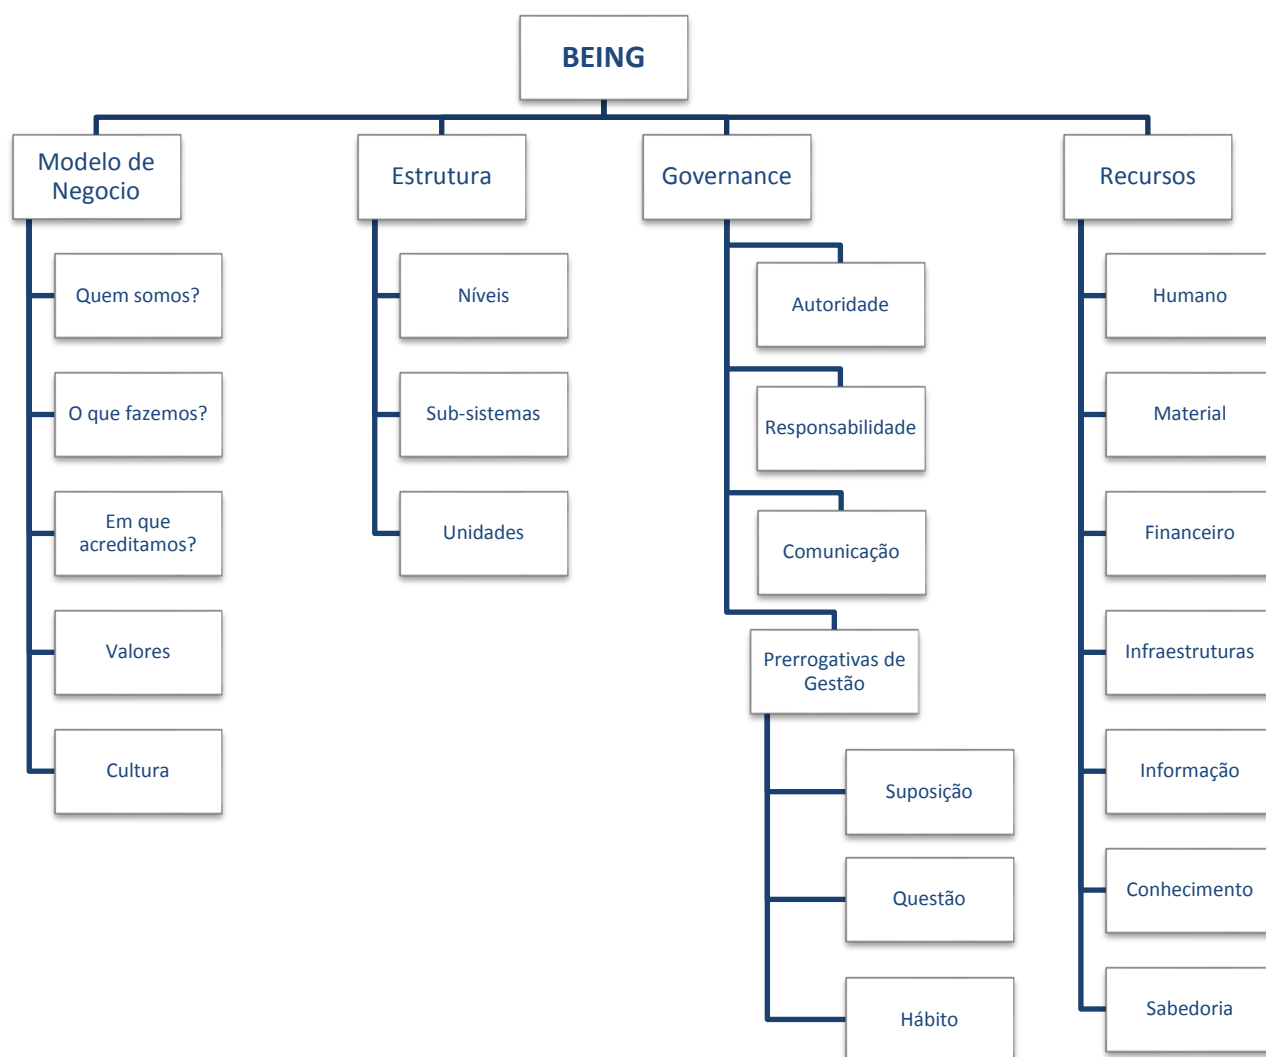 BEING
Modelo de
Negocio
Estrutura
Governance
Recursos
Quem somos?
O que fazemos?
Em que
acreditamos?
Valores
Cultura
Níveis
Sub-sistemas
Unidades
Autoridade
Responsabilidade
Comunicação
Prerrogativas de
Gestão
Suposição
Questão
Hábito
Humano
Material
Financeiro
Infraestruturas
Informação
Conhecimento
Sabedoria